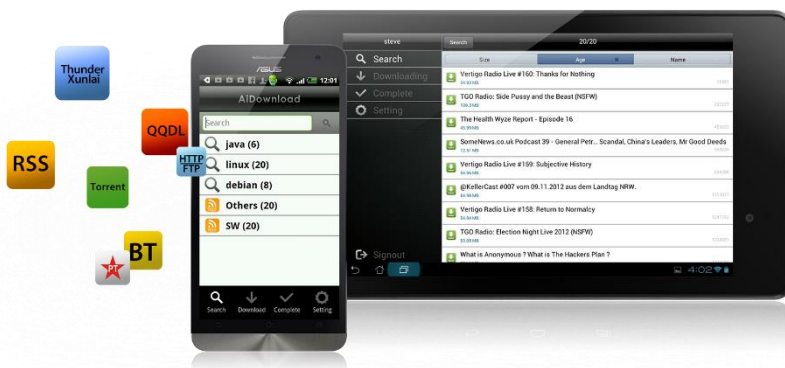 Thunder
Xunlai
QQDL
HTTP
FTP
RSS
Torrent
BT
PT
ASUS
12:01
AiDownload
Search
java (6)
linux (20)
debian (8)
Others (20)
SW (20)
Search
Download
Complete
Setting
steve
Search
20/20
Search
Downloading
Complete
Setting
Signout
Size
Age
Name
Vertigo Radio Live #160: Thanks for Nothing
TGO Radio: Side Pussy and the Beast (NSFW)
The Health Wyze Report - Episode 16
SomeNews.co.uk Podcast 39 - General Petr... Scandal, China's Leaders, Mr Good Deeds
Vertigo Radio Live #159: Subjective History
@KellerCast #007 vom 09.11.2012 aus dem Landtag NRW.
Vertigo Radio Live #158: Return to Normalcy
TGO Radio: Election Night Live 2012 (NSFW)
What is Anonymous ? What is The Hackers Plan ?
4:02